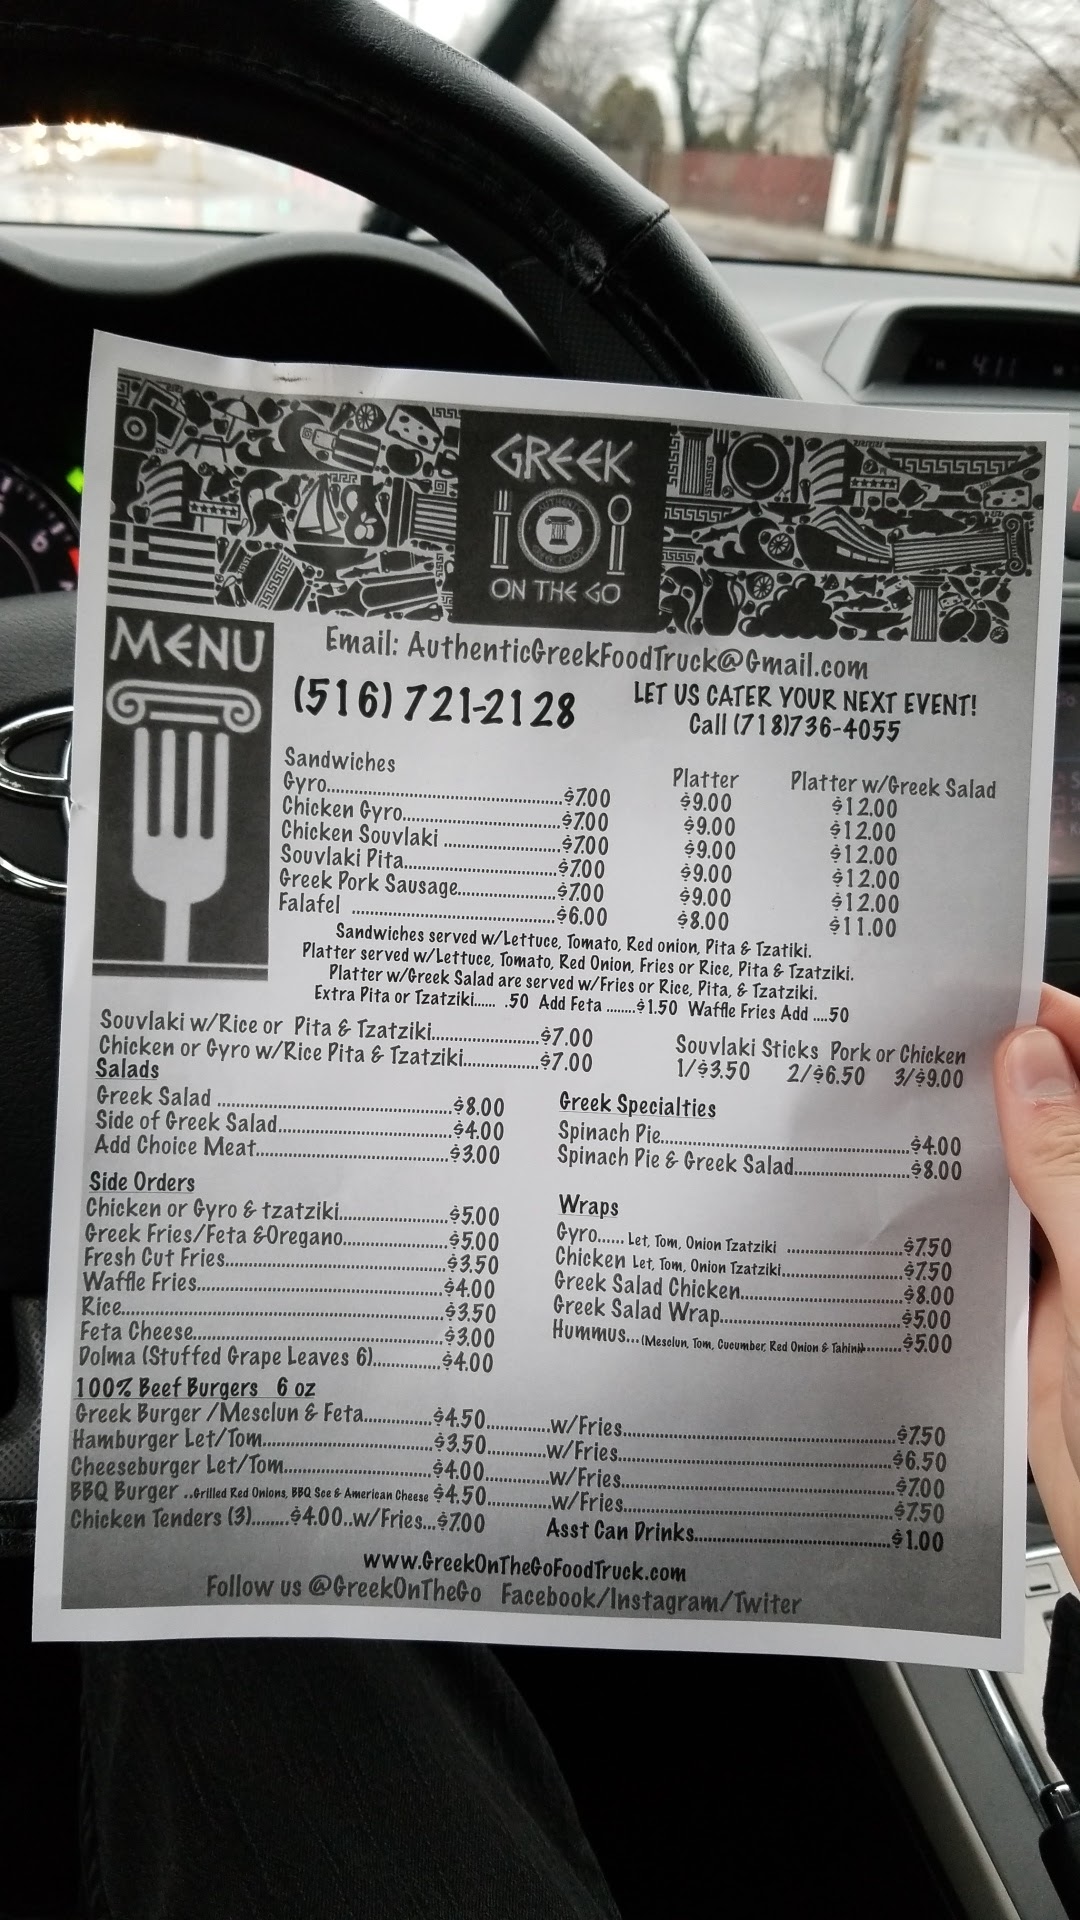 4:11
GREEK
AUTHENTIC
GREEK FOOD
ON THE GO
MENU
Email: AuthenticGreekFoodTruck@Gmail.com
(516) 721-2128
LET US CATER YOUR NEXT EVENT!
Call (718)736-4055
Sandwiches Platter Platter w/Greek Salad
Gyro.....$7.00 $9.00 $12.00
Chicken Gyro.....$7.00 $9.00 $12.00
Chicken Souvlaki .....$7.00 $9.00 $12.00
Souvlaki Pita.....$7.00 $9.00 $12.00
Greek Pork Sausage.....$7.00 $9.00 $12.00
Falafel .....$6.00 $8.00 $11.00
Sandwiches served w/Lettuce, Tomato, Red onion, Pita & Tzatiki.
Platter served w/Lettuce, Tomato, Red Onion, Fries or Rice, Pita & Tzatziki.
Platter w/Greek Salad are served w/Fries or Rice, Pita, & Tzatziki.
Extra Pita or Tzatziki...... .50 Add Feta ........$1.50 Waffle Fries Add ....50
Souvlaki w/Rice or Pita & Tzatziki.....$7.00
Chicken or Gyro w/Rice Pita & Tzatziki.....$7.00
Souvlaki Sticks Pork or Chicken
1/$3.50 2/$6.50 3/$9.00
Salads
Greek Salad .....$8.00
Side of Greek Salad.....$4.00
Add Choice Meat.....$3.00
Greek Specialties
Spinach Pie.....$4.00
Spinach Pie & Greek Salad.....$8.00
Side Orders
Chicken or Gyro & tzatziki.....$5.00
Greek Fries/Feta &Oregano.....$5.00
Fresh Cut Fries.....$3.50
Waffle Fries.....$4.00
Rice.....$3.50
Feta Cheese.....$3.00
Dolma (Stuffed Grape Leaves 6).....$4.00
Wraps
Gyro...... Let, Tom, Onion Tzatziki .....$7.50
Chicken Let, Tom, Onion Tzatziki.....$7.50
Greek Salad Chicken.....$8.00
Greek Salad Wrap.....$5.00
Hummus...(Mesclun, Tom, Cucumber, Red Onion & Tahini).....$5.00
100% Beef Burgers 6 oz
Greek Burger /Mesclun & Feta.....$4.50.....w/Fries.....$7.50
Hamburger Let/Tom.....$3.50.....w/Fries.....$6.50
Cheeseburger Let/Tom.....$4.00.....w/Fries.....$7.00
BBQ Burger ..Grilled Red Onions, BBQ Sce & American Cheese $4.50.....w/Fries.....$7.50
Chicken Tenders (3)........$4.00..w/Fries...$7.00
Asst Can Drinks.....$1.00
www.GreekOnTheGoFoodTruck.com
Follow us @GreekOnTheGo Facebook/Instagram/Twiter